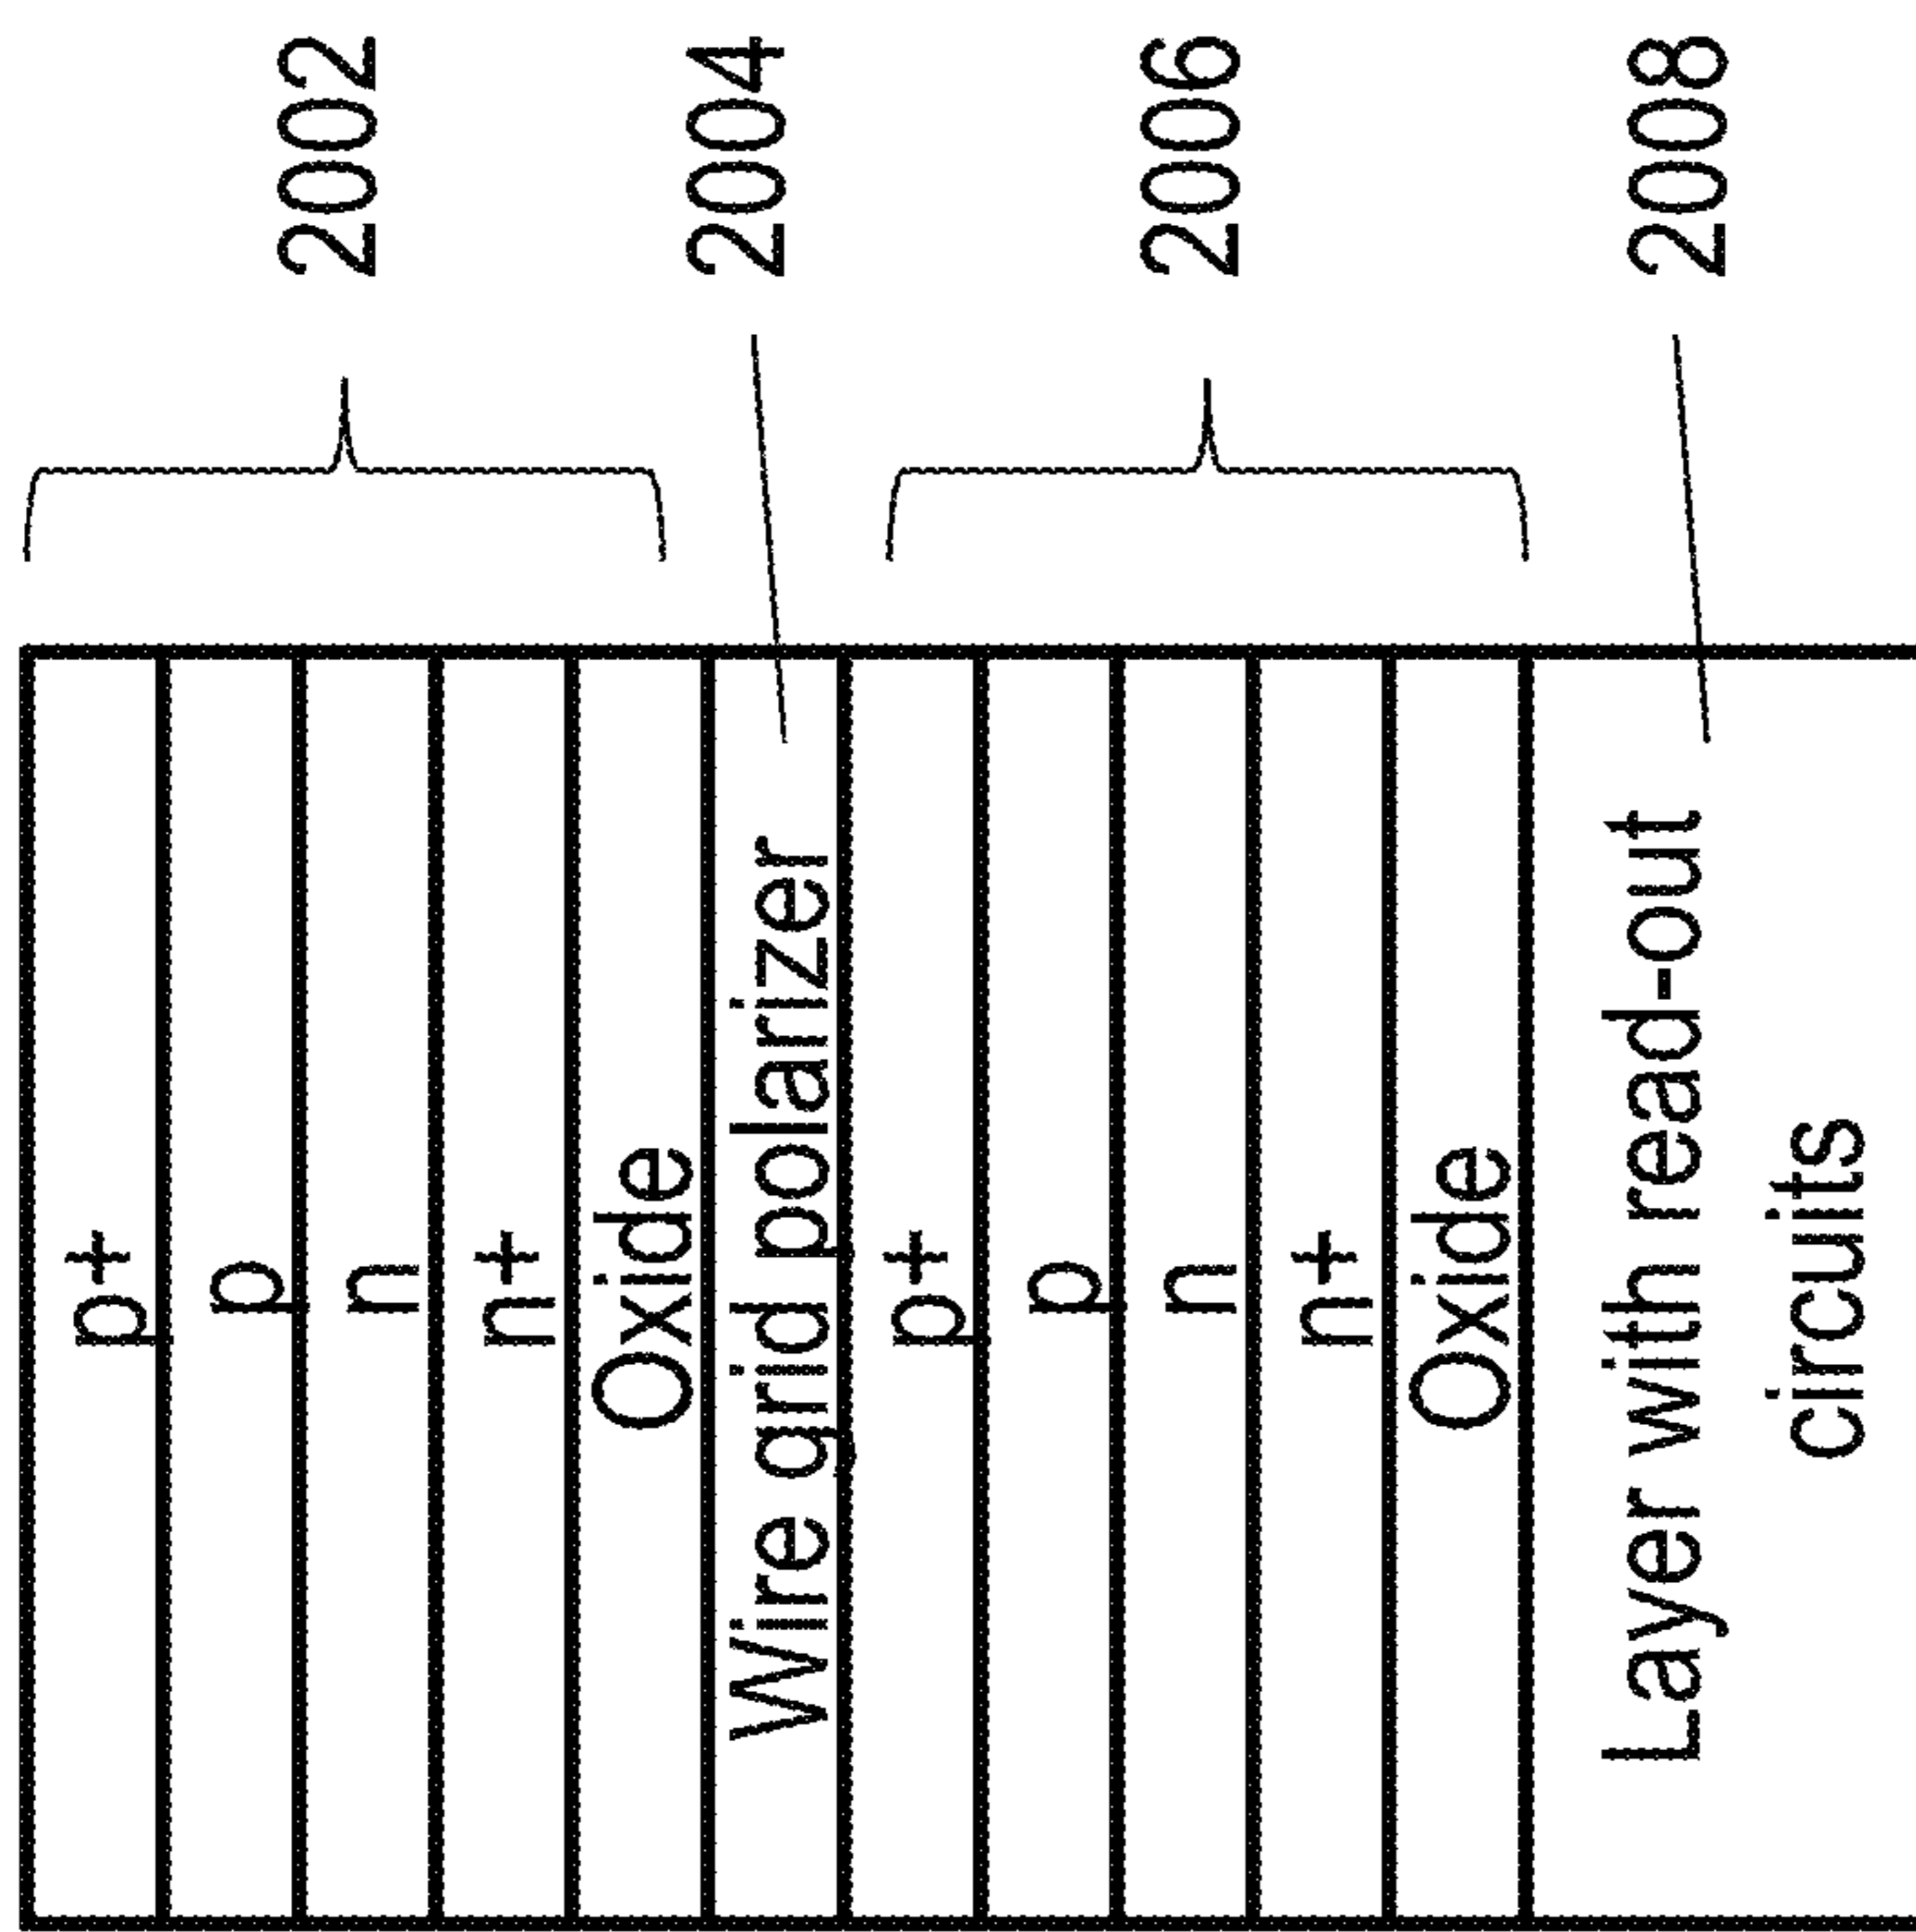 p+
p
n
n+
Oxide
Wire grid polarizer
p+
p
n
n+
Oxide
Layer with read-out
circuits
2002
2004
2006
2008